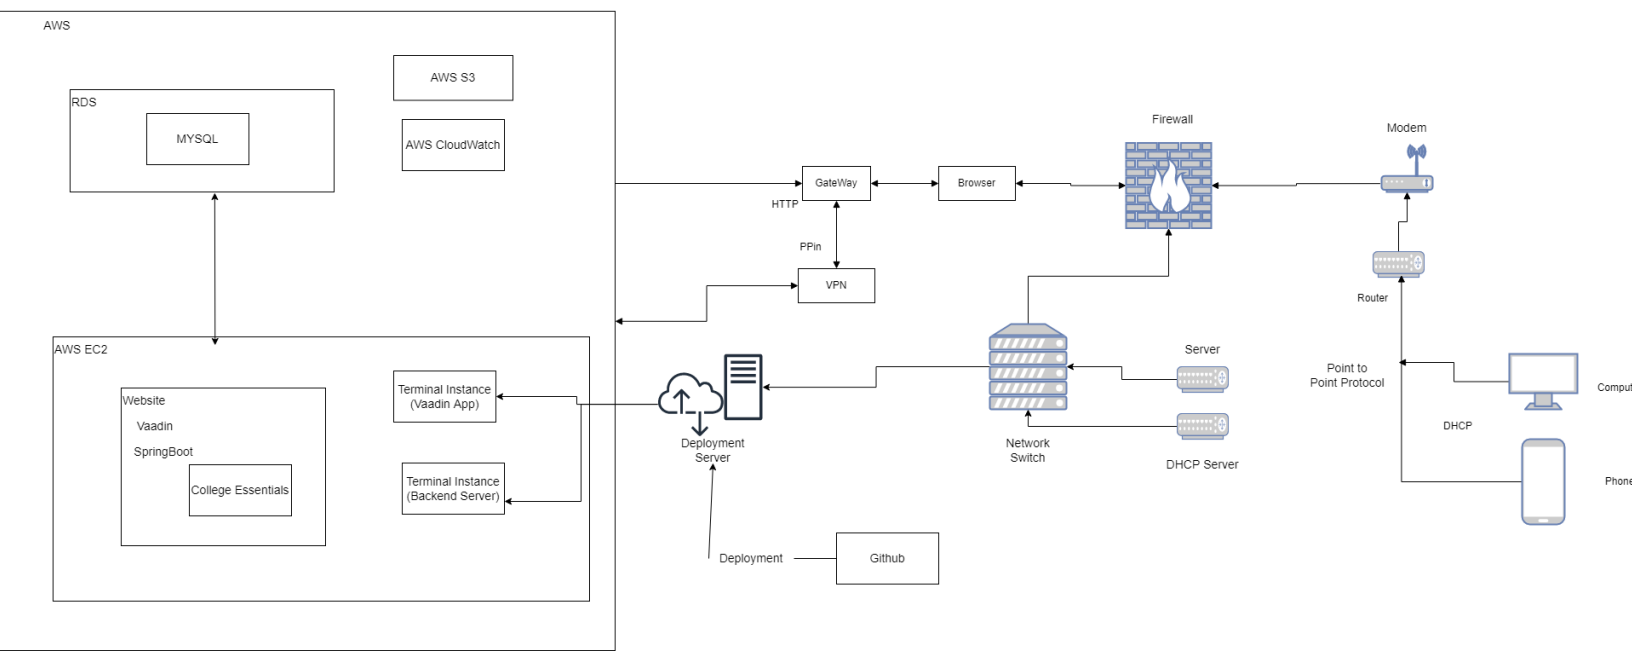 AWS
AWS S3
RDS
MYSQL
AWS CloudWatch
Firewall
Modem
GateWay
Browser
HTTP
PPin
VPN
Router
AWS EC2
Website
Vaadin
SpringBoot
College Essentials
Terminal Instance
(Vaadin App)
Terminal Instance
(Backend Server)
Deployment
Server
Server
Network
Switch
DHCP Server
Point to
Point Protocol
Comput
DHCP
Phone
Deployment
Github